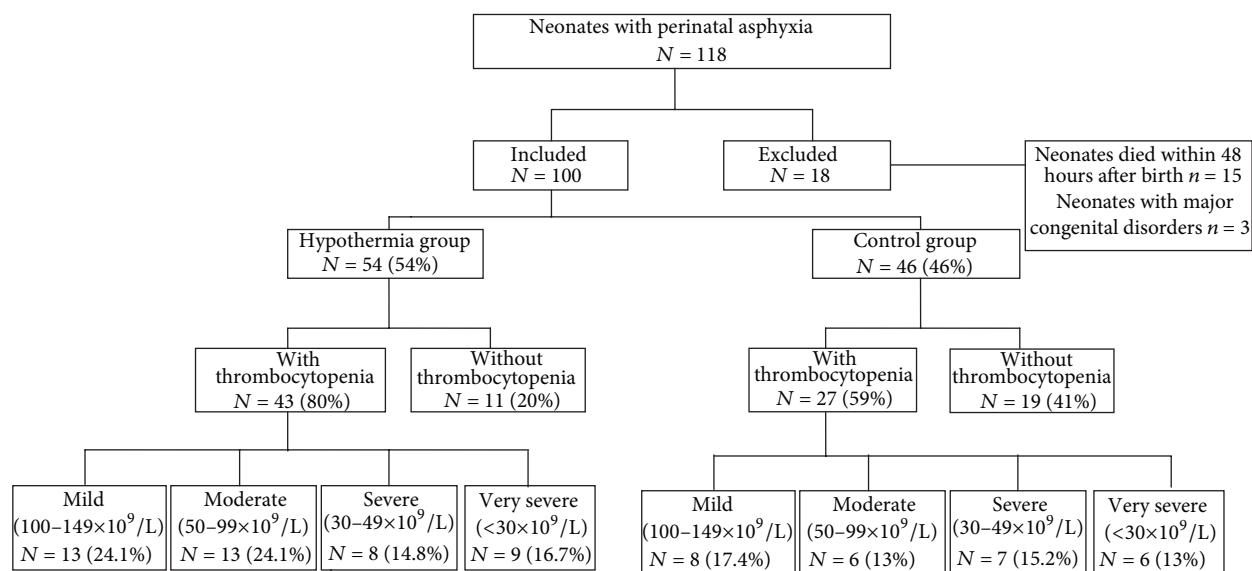 Neonates with perinatal asphyxia
N = 118
Included
N = 100
Excluded
N = 18
Neonates died within 48
hours after birth n = 15
Neonates with major
congenital disorders n = 3
Hypothermia group
N = 54 (54%)
Control group
N = 46 (46%)
With
thrombocytopenia
N = 43 (80%)
Without
thrombocytopenia
N = 11 (20%)
With
thrombocytopenia
N = 27 (59%)
Without
thrombocytopenia
N = 19 (41%)
Mild
(100–149×10⁹/L)
N = 13 (24.1%)
Moderate
(50–99×10⁹/L)
N = 13 (24.1%)
Severe
(30–49×10⁹/L)
N = 8 (14.8%)
Very severe
(<30×10⁹/L)
N = 9 (16.7%)
Mild
(100–149×10⁹/L)
N = 8 (17.4%)
Moderate
(50–99×10⁹/L)
N = 6 (13%)
Severe
(30–49×10⁹/L)
N = 7 (15.2%)
Very severe
(<30×10⁹/L)
N = 6 (13%)